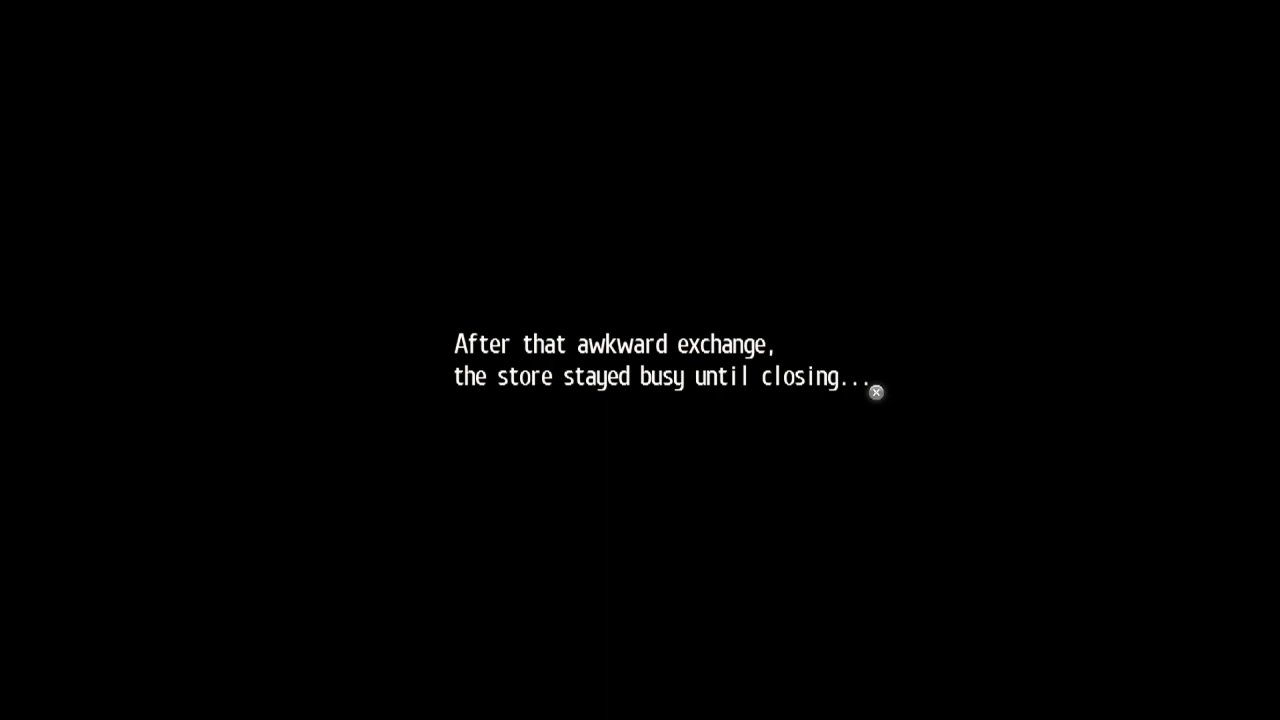 After that awkward exchange,
the store stayed busy until closing...